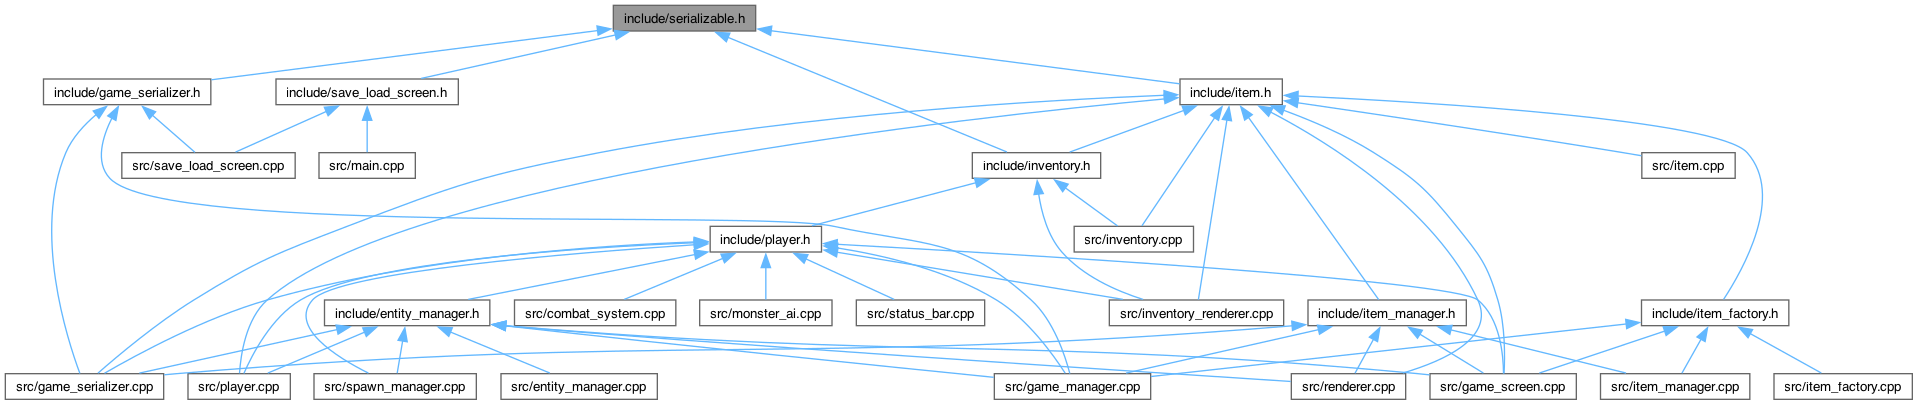 include/serializable.h
include/game_serializer.h
include/save_load_screen.h
include/item.h
src/save_load_screen.cpp
src/main.cpp
include/inventory.h
src/item.cpp
include/player.h
src/inventory.cpp
include/entity_manager.h
src/combat_system.cpp
src/monster_ai.cpp
src/status_bar.cpp
src/inventory_renderer.cpp
include/item_manager.h
include/item_factory.h
src/game_serializer.cpp
src/player.cpp
src/spawn_manager.cpp
src/entity_manager.cpp
src/game_manager.cpp
src/renderer.cpp
src/game_screen.cpp
src/item_manager.cpp
src/item_factory.cpp